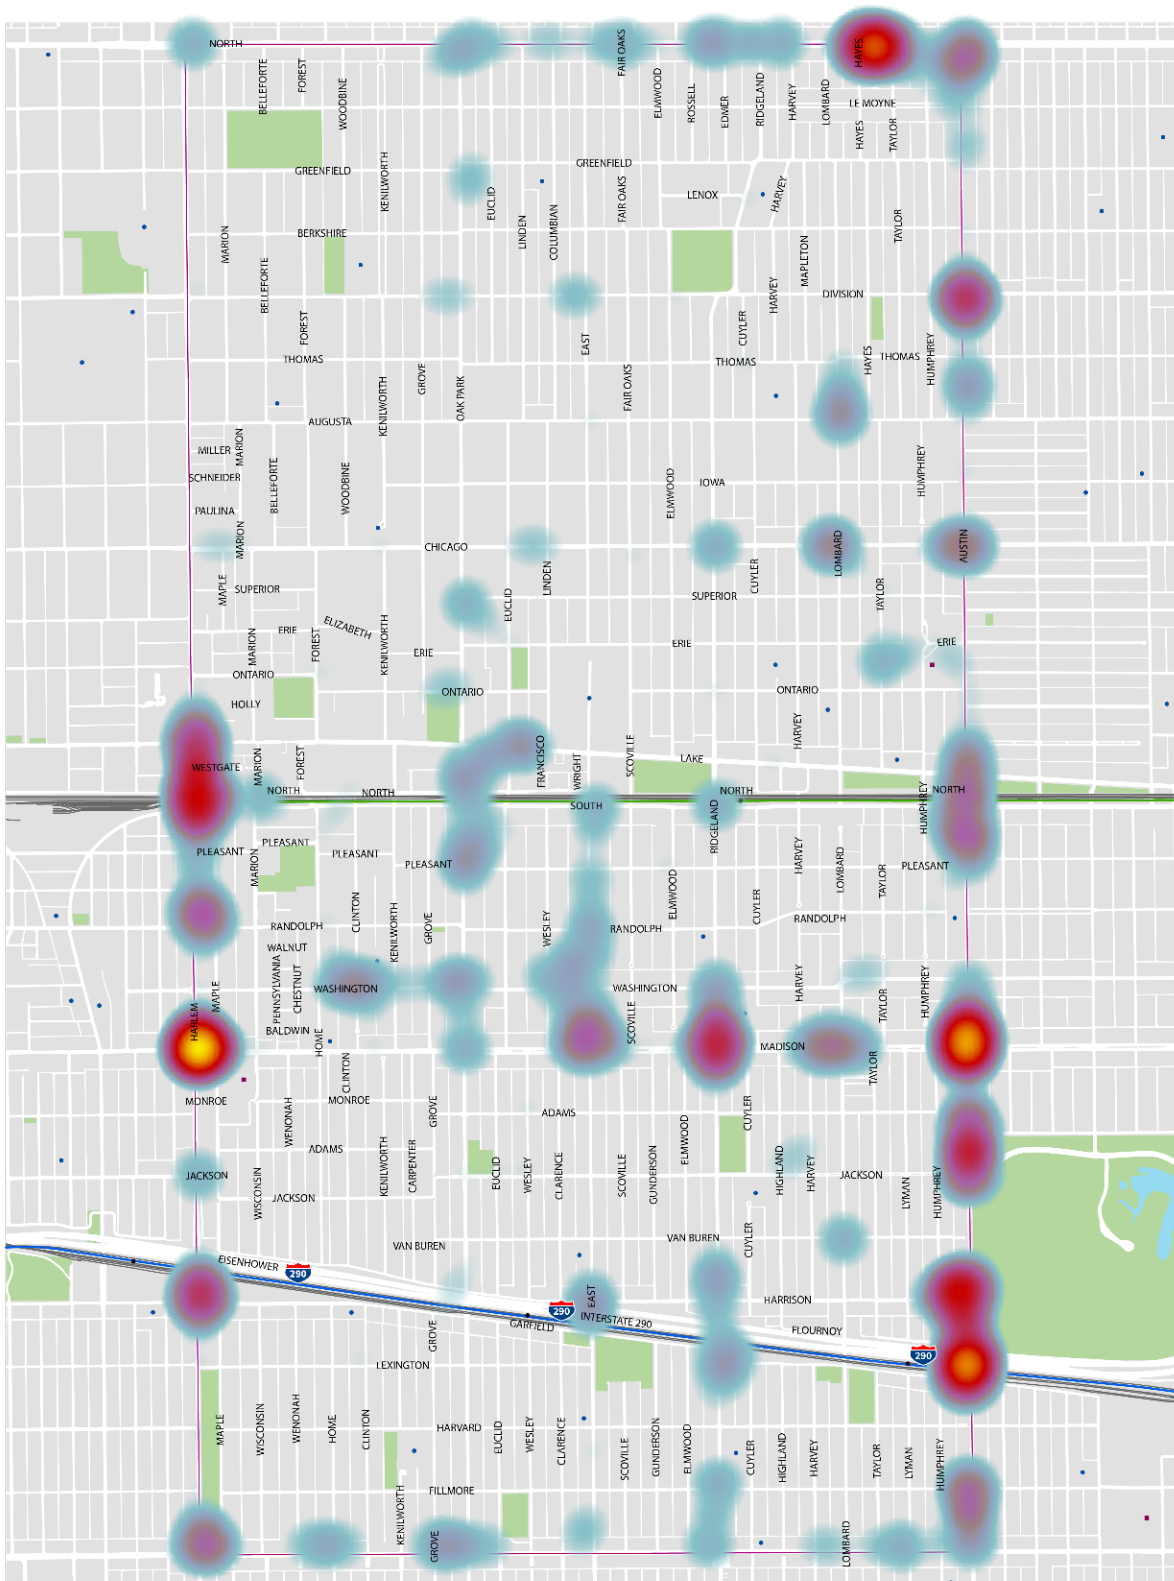 NORTH
BELLEFORTE
FOREST
WOODBINE
KENILWORTH
FAIR OAKS
ELMWOOD
ROSSELL
EDMER
RIDGELAND
HARVEY
LOMBARD
HAYES
LE MOYNE
HAYES
TAYLOR
GREENFIELD
GREENFIELD
EUCLID
LINDEN
COLUMBIAN
FAIR OAKS
LENOX
HARVEY
TAYLOR
MARION
BERKSHIRE
MAPLETON
BELLEFORTE
FOREST
DIVISION
HARVEY
CUYLER
EAST
THOMAS
THOMAS
HAYES
THOMAS
HUMPHREY
GROVE
OAK PARK
KENILWORTH
FAIR OAKS
AUGUSTA
MILLER
MARION
SCHNEIDER
BELLEFORTE
WOODBINE
PAULINA
ELMWOOD
IOWA
HUMPHREY
MARION
CHICAGO
LINDEN
LOMBARD
AUSTIN
MAPLE
SUPERIOR
EUCLID
SUPERIOR
CUYLER
TAYLOR
ERIE
ELIZABETH
MARION
FOREST
KENILWORTH
ERIE
ERIE
ERIE
ONTARIO
ONTARIO
ONTARIO
HOLLY
HARVEY
WESTGATE
MARION
FOREST
FRANCISCO
WRIGHT
SCOVILLE
LAKE
NORTH
NORTH
SOUTH
NORTH
NORTH
HUMPHREY
RIDGELAND
PLEASANT
MARION
PLEASANT
PLEASANT
PLEASANT
HARVEY
LOMBARD
TAYLOR
PLEASANT
CLINTON
KENILWORTH
GROVE
WESLEY
ELMWOOD
CUYLER
RANDOLPH
RANDOLPH
RANDOLPH
WALNUT
MAPLE
PENNSYLVANIA
CHESTNUT
WASHINGTON
WASHINGTON
HARVEY
TAYLOR
HUMPHREY
HARLEM
BALDWIN
HOME
CLINTON
SCOVILLE
MADISON
TAYLOR
MONROE
WENONAH
MONROE
GROVE
ADAMS
CUYLER
ADAMS
KENILWORTH
CARPENTER
ELMWOOD
JACKSON
WISCONSIN
JACKSON
EUCLID
WESLEY
CLARENCE
SCOVILLE
GUNDERSON
HIGHLAND
HARVEY
JACKSON
LYMAN
HUMPHREY
VAN BUREN
VAN BUREN
CUYLER
EISENHOWER
290
EAST
HARRISON
290
INTERSTATE 290
GARFIELD
FLOURNOY
GROVE
290
LEXINGTON
MAPLE
WISCONSIN
WENONAH
HOME
CLINTON
HARVARD
EUCLID
WESLEY
CLARENCE
SCOVILLE
GUNDERSON
ELMWOOD
CUYLER
HIGHLAND
HARVEY
TAYLOR
LYMAN
HUMPHREY
FILLMORE
KENILWORTH
GROVE
LOMBARD